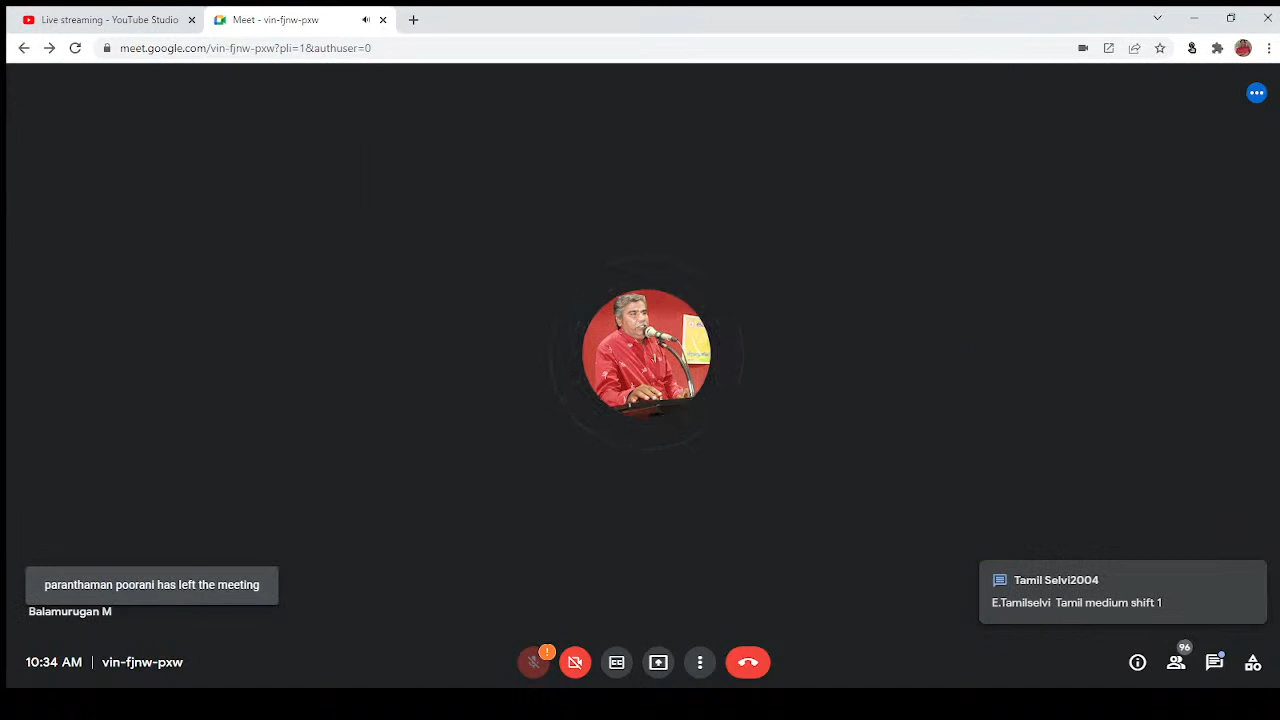 Live streaming - YouTube Studio
Meet - vin-fjnw-pxw
meet.google.com/vin-fjnw-pxw?pli=1&authuser=0
paranthaman poorani has left the meeting
Balamurugan M
Tamil Selvi2004
E.Tamilselvi Tamil medium shift 1
10:34 AM | vin-fjnw-pxw
CC
96